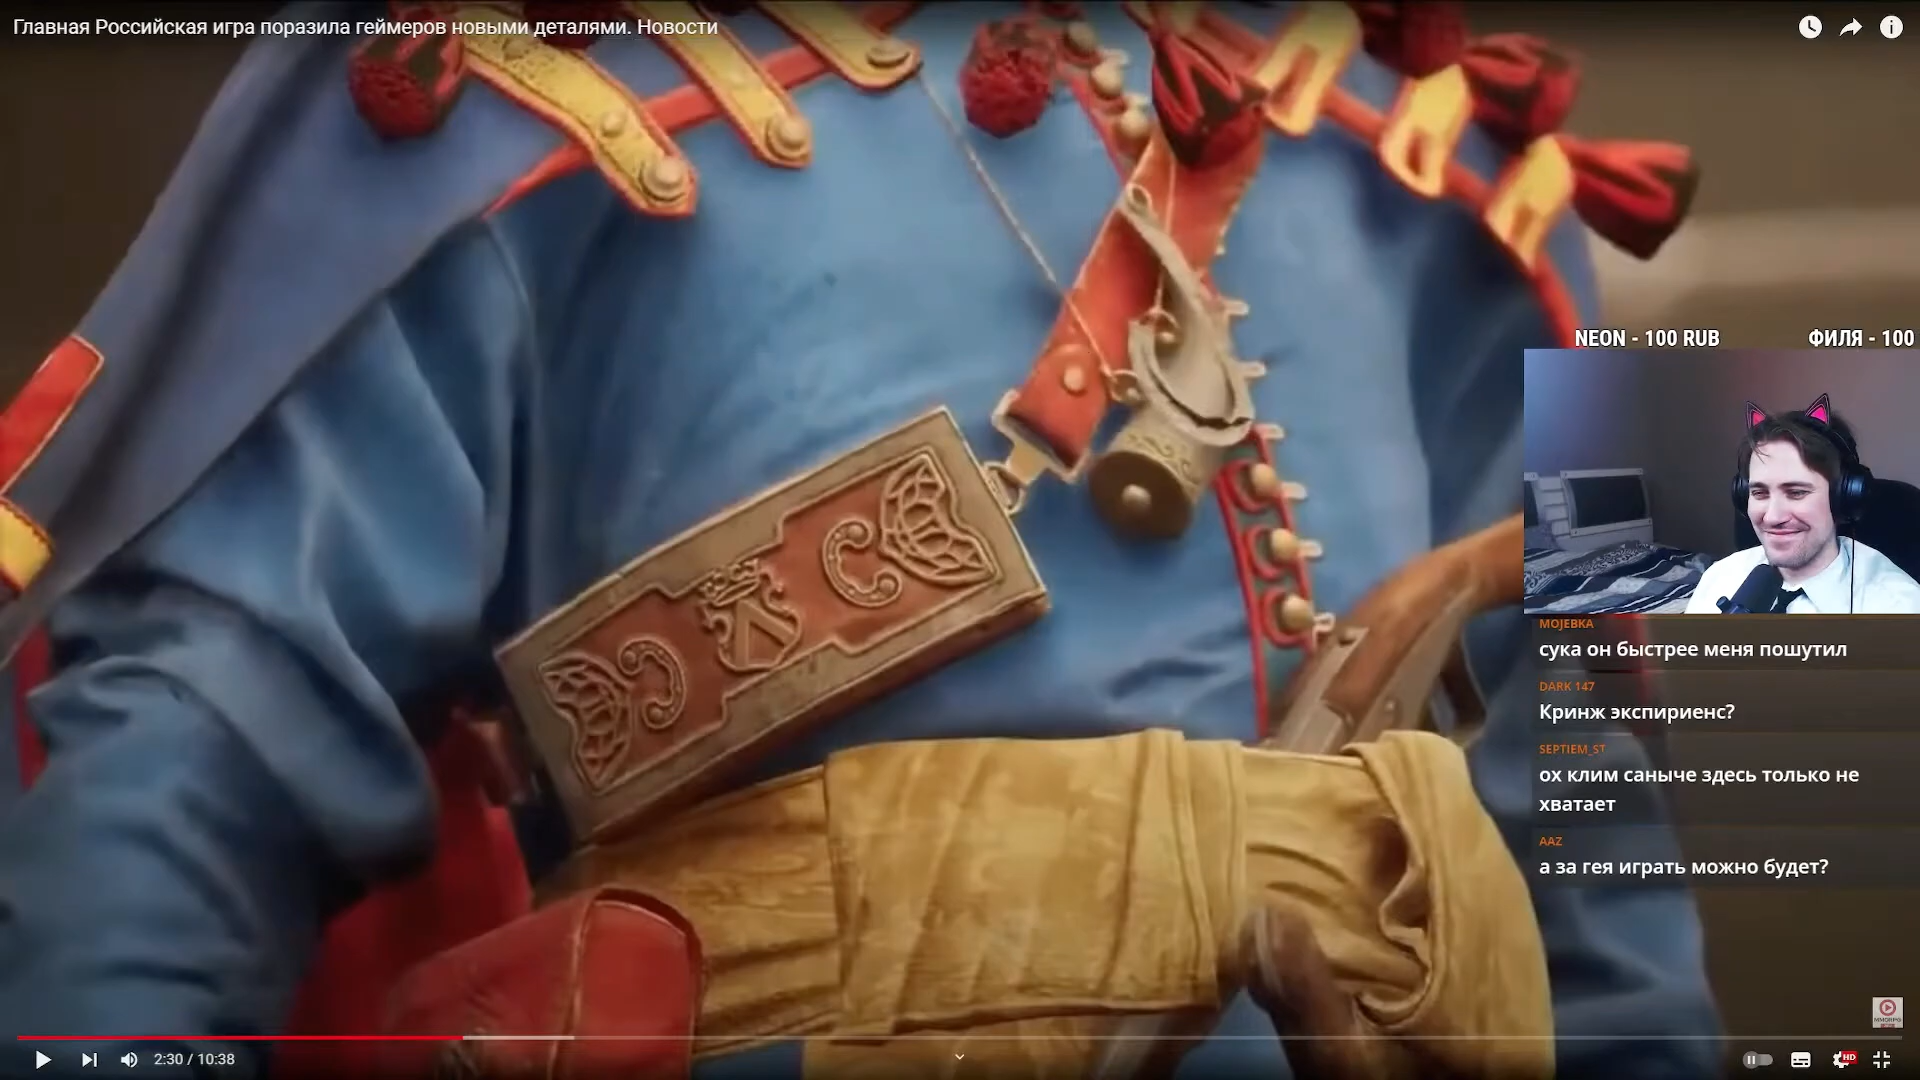 Главная Российская игра поразила геймеров новыми деталями. Новости
NEON - 100 RUB
ФИЛЯ - 100
MOJEBKA
сука он быстрее меня пошутил
DARK 147
Кринж экспириенс?
SEPTIEM_ST
ох клим саныче здесь только не
хватает
AAZ
а за гея играть можно будет?
2:30 / 10:38
HD